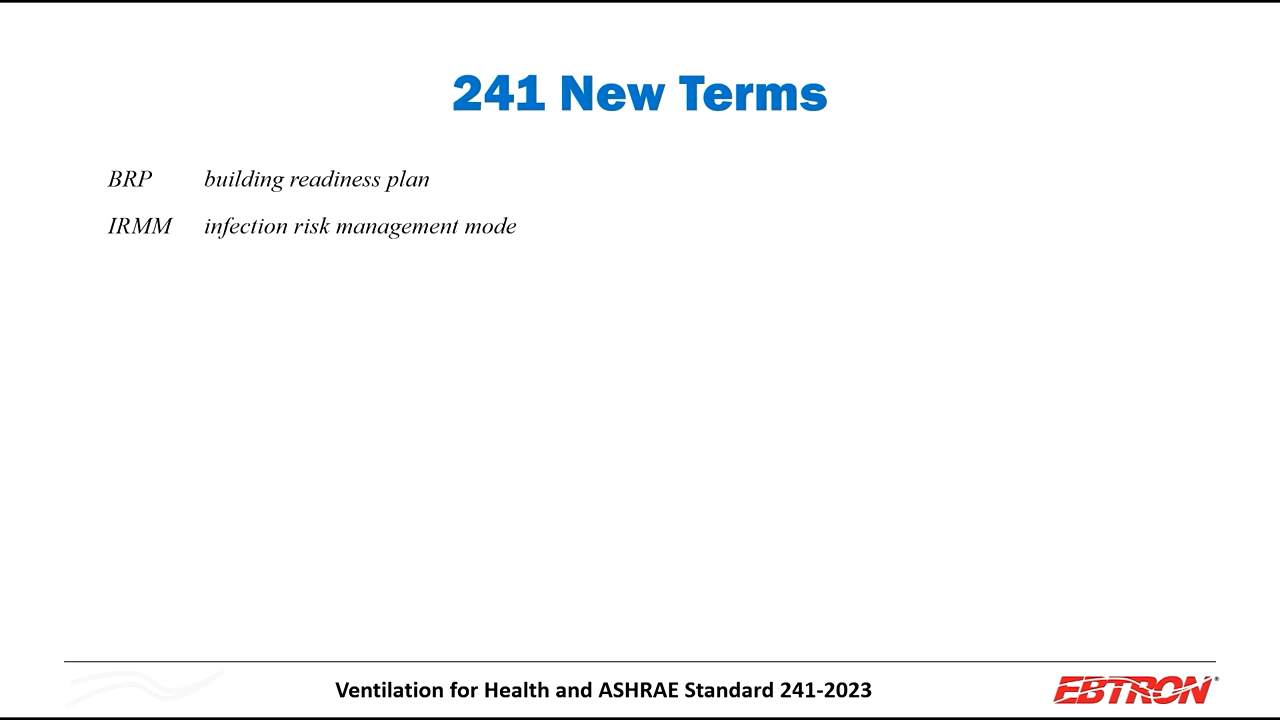 241 New Terms
BRP building readiness plan
IRMM infection risk management mode
Ventilation for Health and ASHRAE Standard 241-2023
EBTRON®